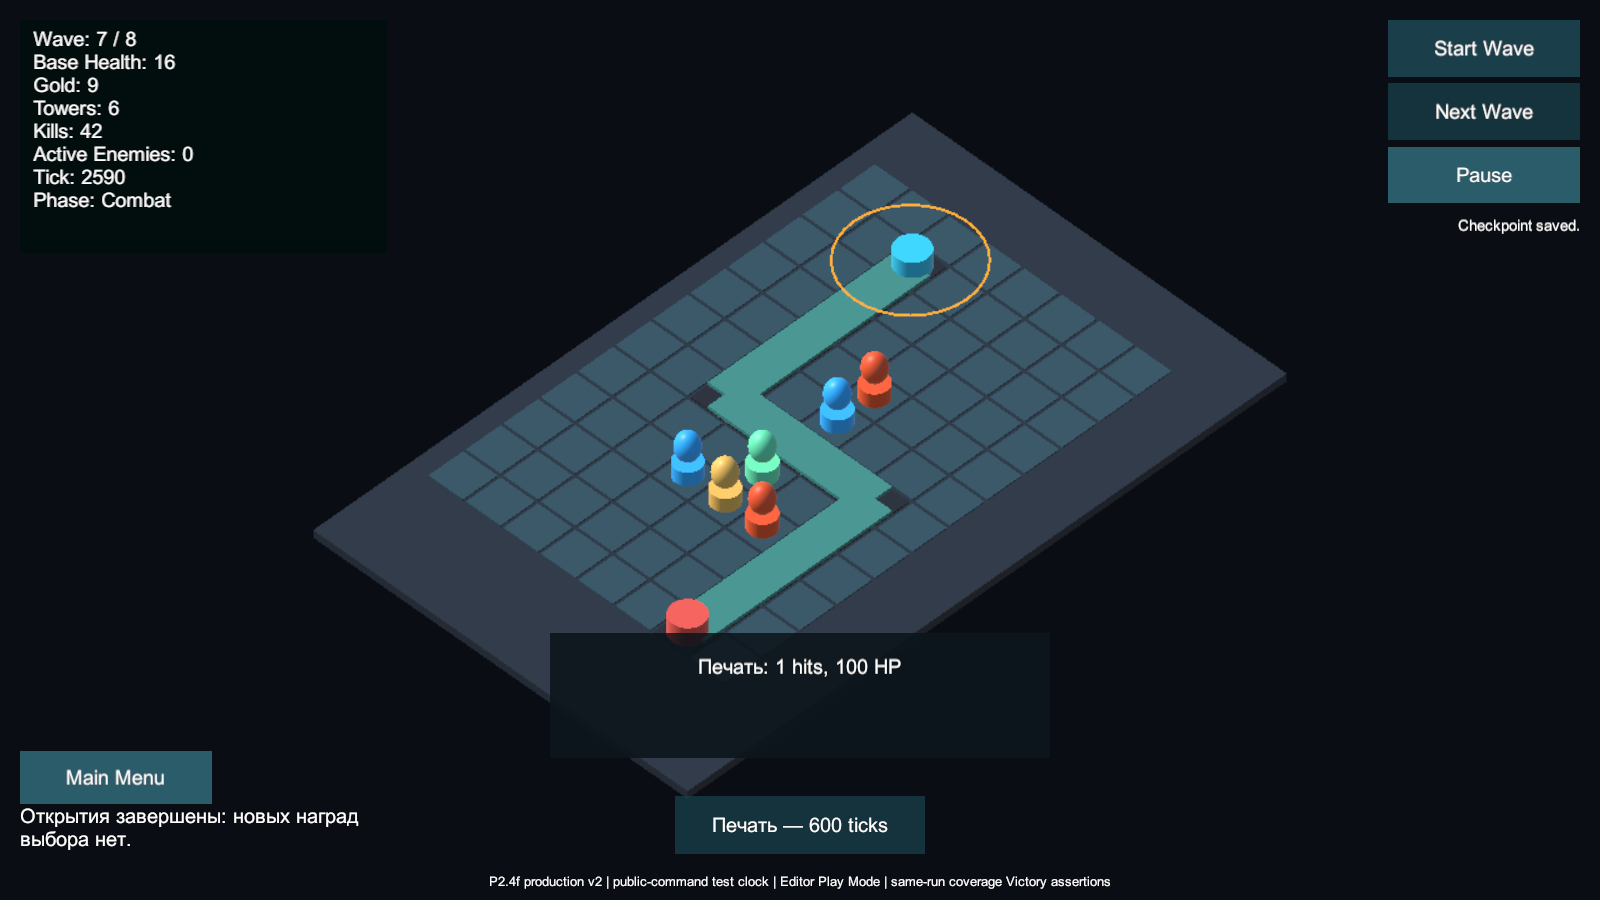 Wave: 7 / 8
Base Health: 16
Gold: 9
Towers: 6
Kills: 42
Active Enemies: 0
Tick: 2590
Phase: Combat
Start Wave
Next Wave
Pause
Checkpoint saved.
Печать: 1 hits, 100 HP
Main Menu
Открытия завершены: новых наград
выбора нет.
Печать — 600 ticks
P2.4f production v2 | public-command test clock | Editor Play Mode | same-run coverage Victory assertions